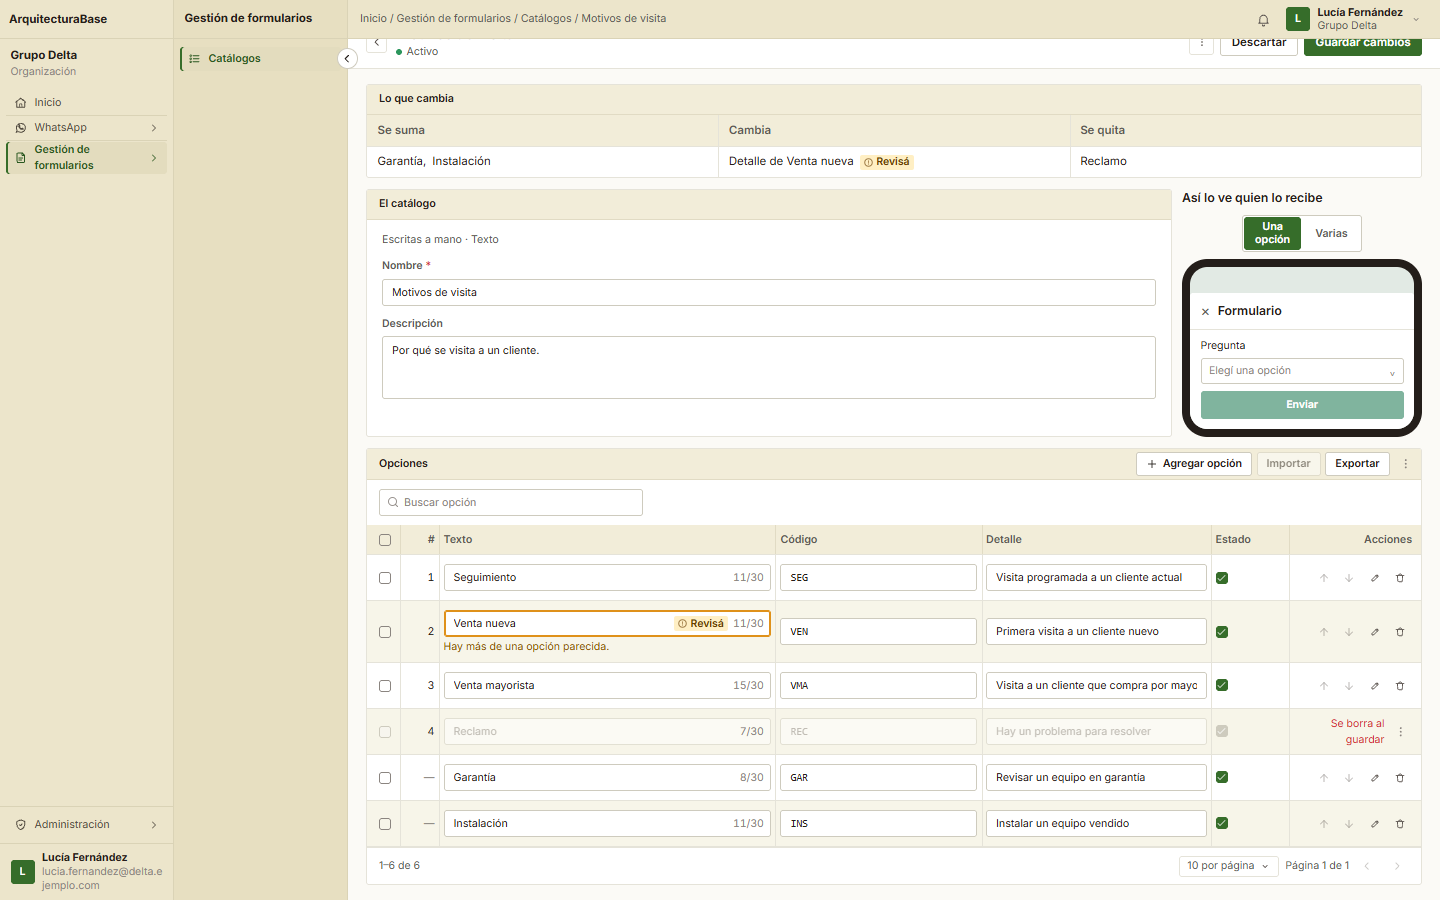 ArquitecturaBase
Gestión de formularios
Inicio / Gestión de formularios / Catálogos / Motivos de visita
L
Lucía Fernández
Grupo Delta
Grupo Delta
Organización
Inicio
WhatsApp
Gestión de
formularios
Catálogos
Activo
Descartar
Guardar cambios
Lo que cambia
Se suma
Cambia
Se quita
Garantía, Instalación
Detalle de Venta nueva Revisá
Reclamo
El catálogo
Escritas a mano · Texto
Nombre *
Motivos de visita
Descripción
Por qué se visita a un cliente.
Así lo ve quien lo recibe
Una
opción
Varias
× Formulario
Pregunta
Elegí una opción
Enviar
Opciones
Agregar opción
Importar
Exportar
Buscar opción
# Texto Código Detalle Estado Acciones
1 Seguimiento 11/30 SEG Visita programada a un cliente actual
2 Venta nueva Revisá 11/30 VEN Primera visita a un cliente nuevo
Hay más de una opción parecida.
3 Venta mayorista 15/30 VMA Visita a un cliente que compra por mayo
4 Reclamo 7/30 REC Hay un problema para resolver Se borra al
guardar
— Garantía 8/30 GAR Revisar un equipo en garantía
— Instalación 11/30 INS Instalar un equipo vendido
1–6 de 6
10 por página
Página 1 de 1
Administración
L
Lucía Fernández
lucia.fernandez@delta.e
jemplo.com